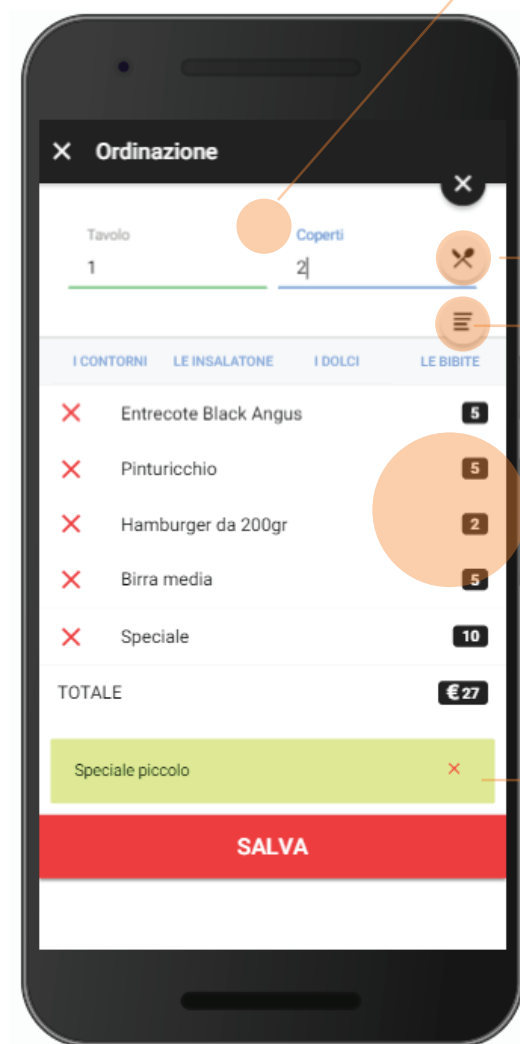 Ordinazione
Tavolo Coperti
1 2
I CONTORNI LE INSALATONE I DOLCI LE BIBITE
Entrecote Black Angus 5
Pinturicchio 5
Hamburger da 200gr 2
Birra media 5
Speciale 10
TOTALE €27
Speciale piccolo
SALVA